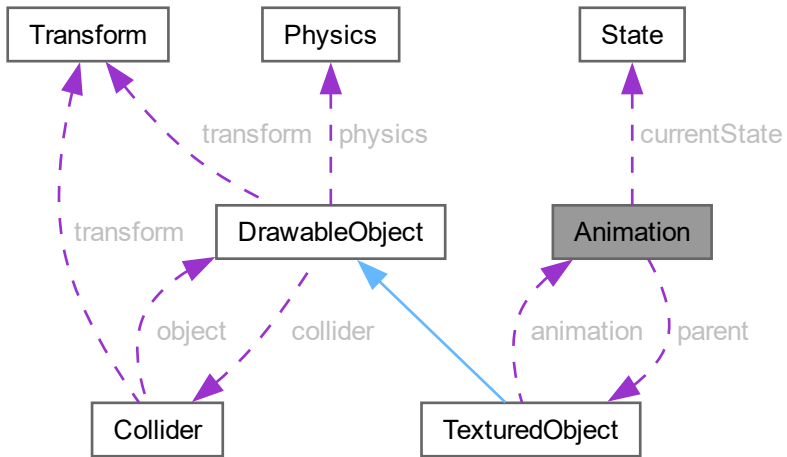 Transform
Physics
State
transform
physics
currentState
DrawableObject
Animation
transform
object
collider
animation
parent
Collider
TexturedObject